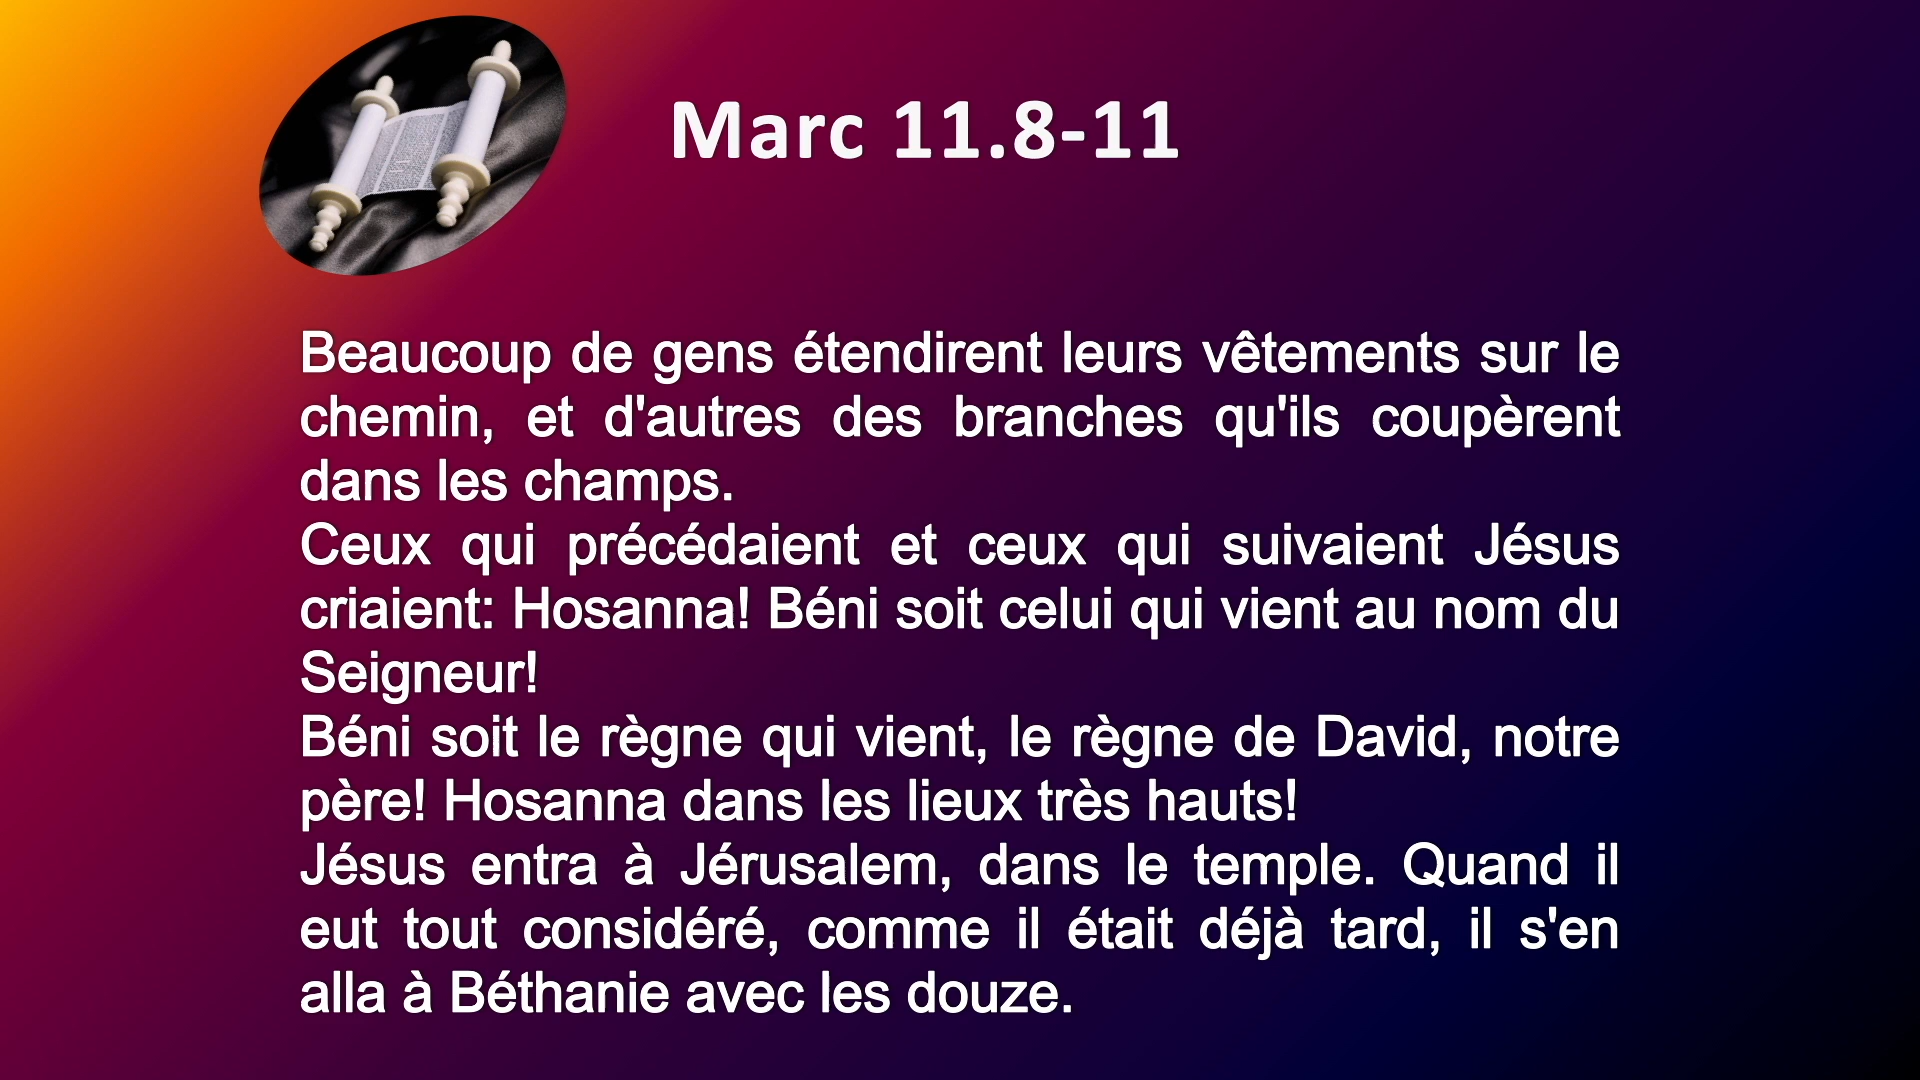 Marc 11.8-11
Beaucoup de gens étendirent leurs vêtements sur le
chemin, et d'autres des branches qu'ils coupèrent
dans les champs.
Ceux qui précédaient et ceux qui suivaient Jésus
criaient: Hosanna! Béni soit celui qui vient au nom du
Seigneur!
Béni soit le règne qui vient, le règne de David, notre
père! Hosanna dans les lieux très hauts!
Jésus entra à Jérusalem, dans le temple. Quand il
eut tout considéré, comme il était déjà tard, il s'en
alla à Béthanie avec les douze.